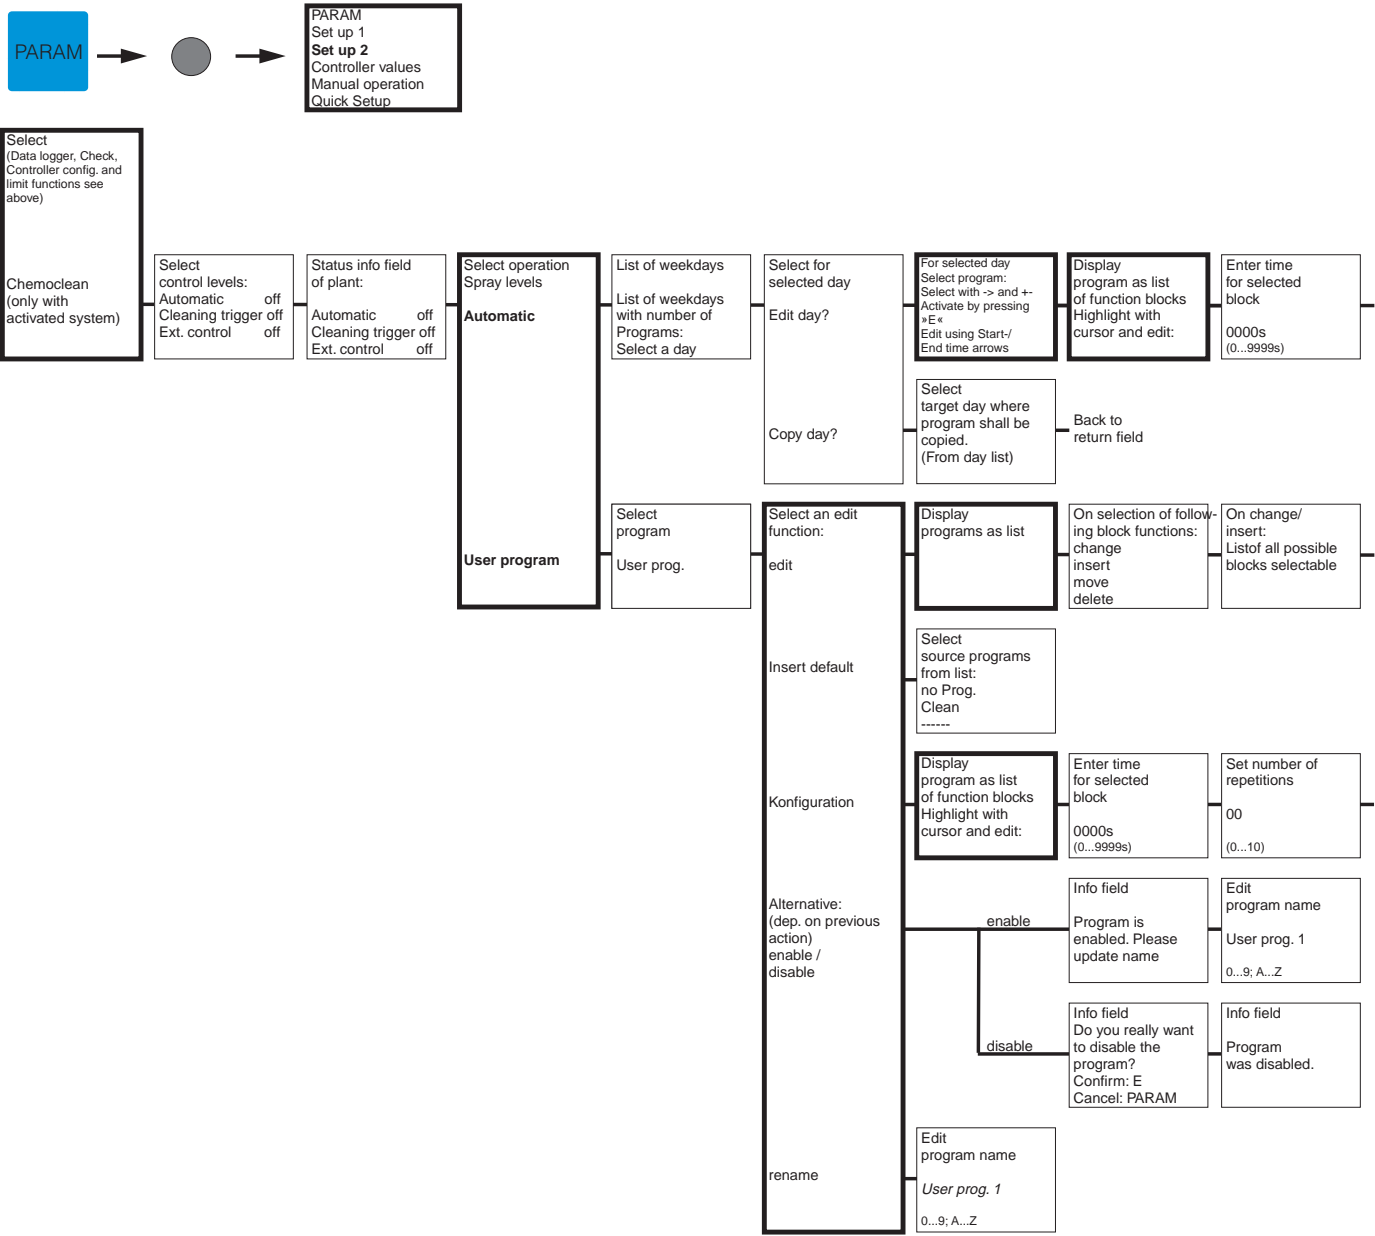 PARAM
PARAM
Set up 1
Set up 2
Controller values
Manual operation
Quick Setup
Select
(Data logger, Check,
Controller config. and
limit functions see
above)
Chemoclean
(only with
activated system)
Select
control levels:
Automatic off
Cleaning trigger off
Ext. control off
Status info field
of plant:
Automatic off
Cleaning trigger off
Ext. control off
Select operation
Spray levels
Automatic
User program
List of weekdays
List of weekdays
with number of
Programs:
Select a day
Select for
selected day
Edit day?
Copy day?
For selected day
Select program:
Select with -> and +-
Activate by pressing
»E«
Edit using Start-/
End time arrows
Display
program as list
of function blocks
Highlight with
cursor and edit:
Enter time
for selected
block
0000s
(0...9999s)
Select
target day where
program shall be
copied.
(From day list)
Back to
return field
Select
program
User prog.
Select an edit
function:
edit
Insert default
Konfiguration
Alternative:
(dep. on previous
action)
enable /
disable
rename
Display
programs as list
On selection of follow-
ing block functions:
change
insert
move
delete
On change/
insert:
Listof all possible
blocks selectable
Select
source programs
from list:
no Prog.
Clean
------
Display
program as list
of function blocks
Highlight with
cursor and edit:
Enter time
for selected
block
0000s
(0...9999s)
Set number of
repetitions
00
(0...10)
enable
Info field
Program is
enabled. Please
update name
Edit
program name
User prog. 1
0...9; A...Z
disable
Info field
Do you really want
to disable the
program?
Confirm: E
Cancel: PARAM
Info field
Program
was disabled.
Edit
program name
User prog. 1
0...9; A...Z